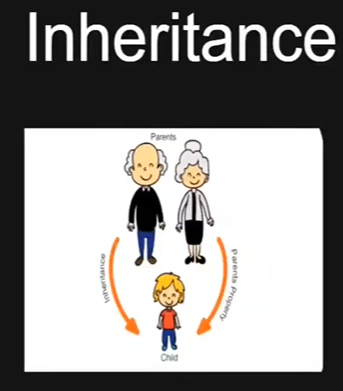 Inheritance
Parents
Inheritance
parents Property
Child